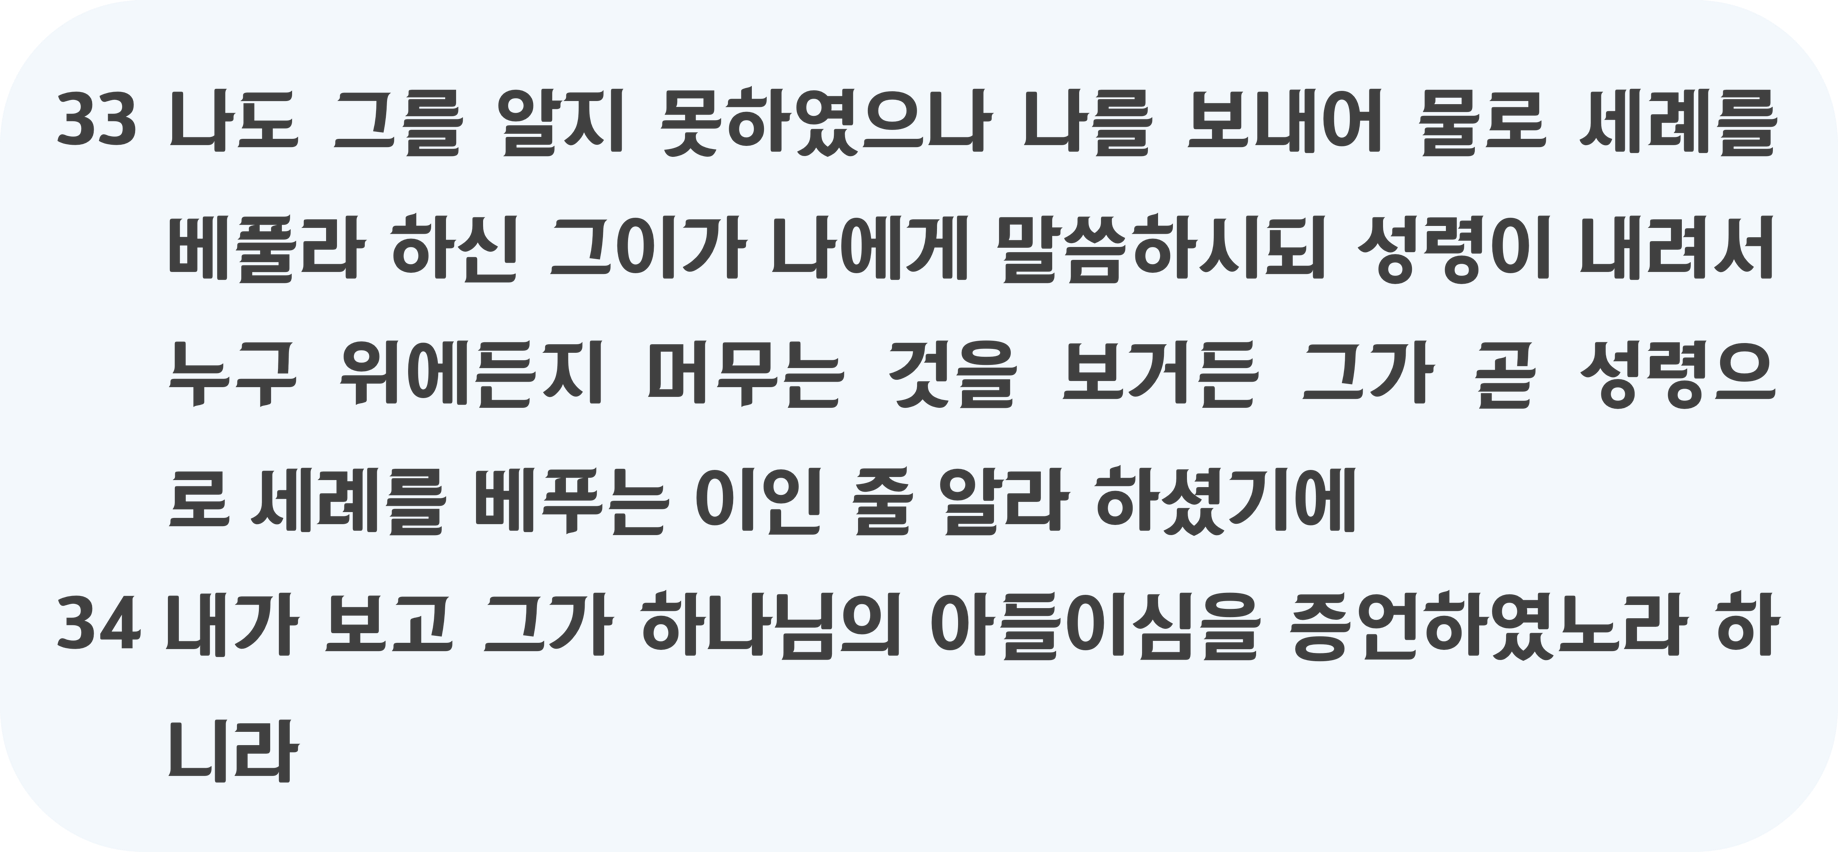 33 나도 그를 알지 못하였으나 나를 보내어 물로 세례를
베풀라 하신 그이가 나에게 말씀하시되 성령이 내려서
누구 위에든지 머무는 것을 보거든 그가 곧 성령으
로 세례를 베푸는 이인 줄 알라 하셨기에
34 내가 보고 그가 하나님의 아들이심을 증언하였노라 하
니라